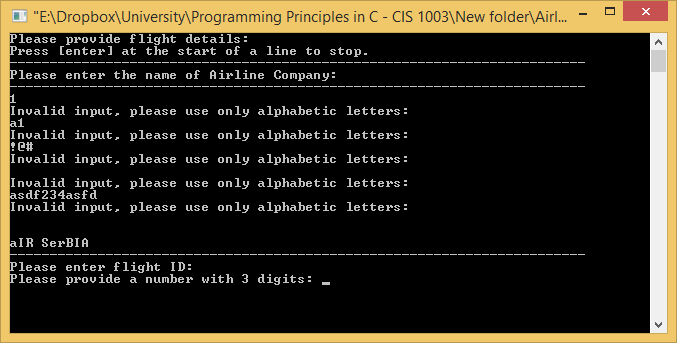 "E:\Dropbox\University\Programming Principles in C - CIS 1003\New folder\Airl...
Please provide flight details:
Press [enter] at the start of a line to stop.
------------------------------------------------------------------------
Please enter the name of Airline Company:
------------------------------------------------------------------------
1
Invalid input, please use only alphabetic letters:
a1
Invalid input, please use only alphabetic letters:
!@#
Invalid input, please use only alphabetic letters:
Invalid input, please use only alphabetic letters:
asdf234asfd
Invalid input, please use only alphabetic letters:
aIR SerBIA
------------------------------------------------------------------------
Please enter flight ID:
Please provide a number with 3 digits: _